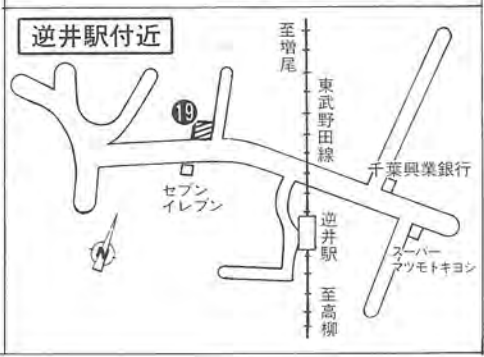 逆井駅付近
至増尾
東武野田線
⓳
千葉興業銀行
セブン
イレブン
逆井駅
スーパー
マツモトキヨシ
N
至高柳